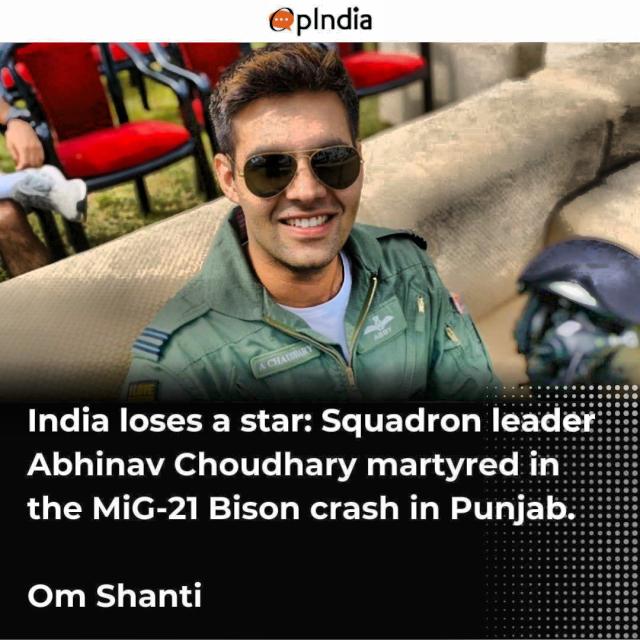 OpIndia
A CHAUDHARY
India loses a star: Squadron leader
Abhinav Choudhary martyred in
the MiG-21 Bison crash in Punjab.
Om Shanti